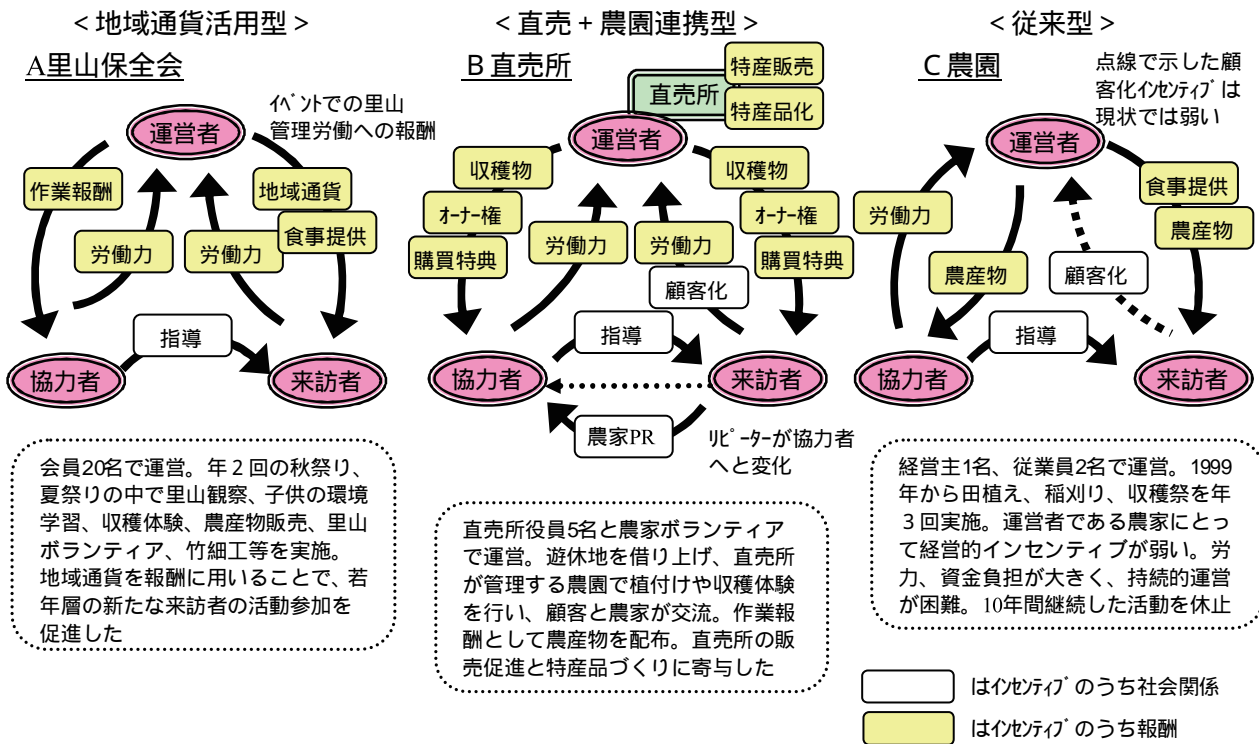 <地域通貨活用型>
A里山保全会
イベントでの里山
管理労働への報酬
運営者
作業報酬
地域通貨
食事提供
労働力
労働力
指導
協力者
来訪者
会員20名で運営。年2回の秋祭り、
夏祭りの中で里山観察、子供の環境
学習、収穫体験、農産物販売、里山
ボランティア、竹細工等を実施。
地域通貨を報酬に用いることで、若
年層の新たな来訪者の活動参加を
促進した
<直売+農園連携型>
B直売所
直売所
特産販売
特産品化
運営者
収穫物
オーナー権
購買特典
労働力
労働力
顧客化
収穫物
オーナー権
購買特典
指導
協力者
来訪者
農家PR
リピーターが協力者
へと変化
直売所役員5名と農家ボランティア
で運営。遊休地を借り上げ、直売所
が管理する農園で植付けや収穫体験
を行い、顧客と農家が交流。作業報
酬として農産物を配布。直売所の販
売促進と特産品づくりに寄与した
<従来型>
C農園
点線で示した顧
客化インセンティブは
現状では弱い
運営者
労働力
農産物
顧客化
食事提供
農産物
指導
協力者
来訪者
経営主1名、従業員2名で運営。1999
年から田植え、稲刈り、収穫祭を年
3回実施。運営者である農家にとっ
て経営的インセンティブが弱い。労
力、資金負担が大きく、持続的運営
が困難。10年間継続した活動を休止
はインセンティブのうち社会関係
はインセンティブのうち報酬